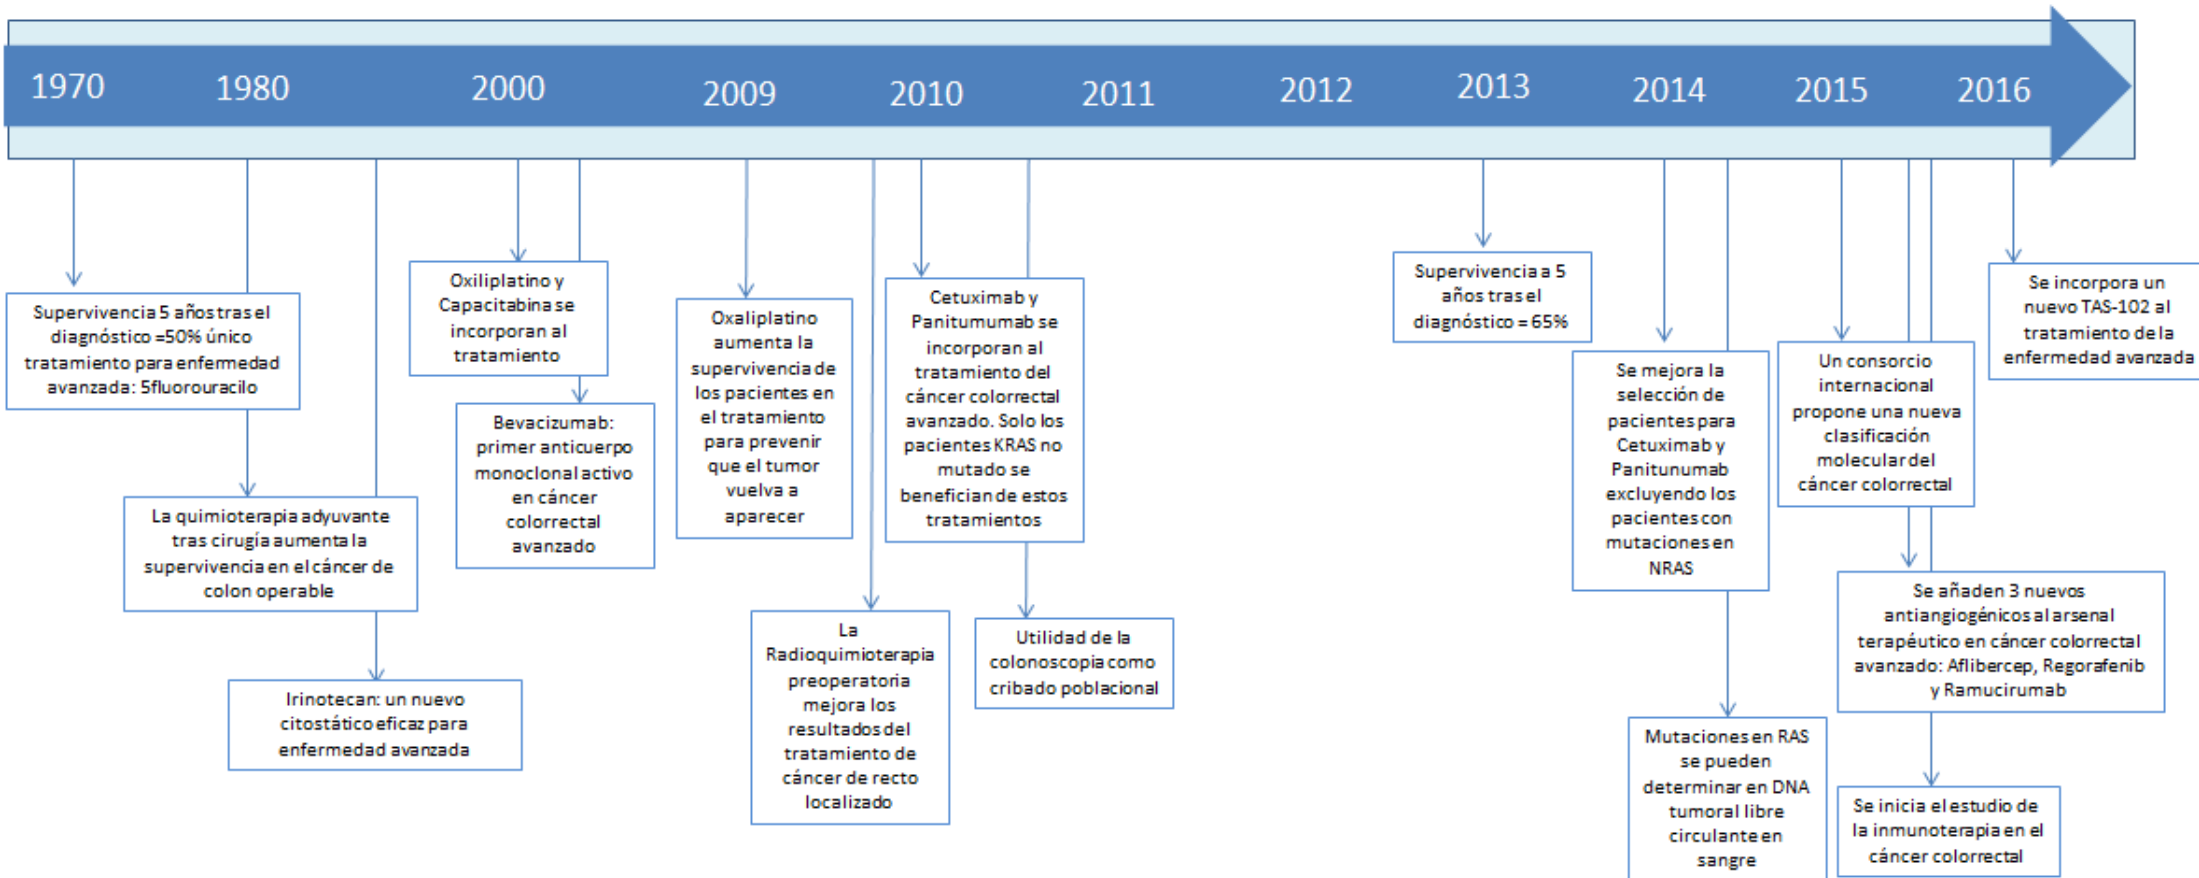 1970
1980
2000
2009
2010
2011
2012
2013
2014
2015
2016
Supervivencia 5 años tras el
diagnóstico =50% único
tratamiento para enfermedad
avanzada: 5fluorouracilo
La quimioterapia adyuvante
tras cirugía aumenta la
supervivencia en el cáncer de
colon operable
Irinotecan: un nuevo
citostático eficaz para
enfermedad avanzada
Oxiliplatino y
Capacitabina se
incorporan al
tratamiento
Bevacizumab:
primer anticuerpo
monoclonal activo
en cáncer
colorrectal
avanzado
Oxaliplatino
aumenta la
supervivencia de
los pacientes en
el tratamiento
para prevenir
que el tumor
vuelva a
aparecer
La
Radioquimioterapia
preoperatoria
mejora los
resultados del
tratamiento de
cáncer de recto
localizado
Cetuximab y
Panitumumab se
incorporan al
tratamiento del
cáncer colorrectal
avanzado. Solo los
pacientes KRAS no
mutado se
benefician de estos
tratamientos
Utilidad de la
colonoscopia como
cribado poblacional
Supervivencia a 5
años tras el
diagnóstico = 65%
Se mejora la
selección de
pacientes para
Cetuximab y
Panitunumab
excluyendo los
pacientes con
mutaciones en
NRAS
Mutaciones en RAS
se pueden
determinar en DNA
tumoral libre
circulante en
sangre
Un consorcio
internacional
propone una nueva
clasificación
molecular del
cáncer colorrectal
Se añaden 3 nuevos
antiangiogénicos al arsenal
terapéutico en cáncer colorrectal
avanzado: Aflibercep, Regorafenib
y Ramucirumab
Se inicia el estudio de
la inmunoterapia en el
cáncer colorrectal
Se incorpora un
nuevo TAS-102 al
tratamiento de la
enfermedad avanzada